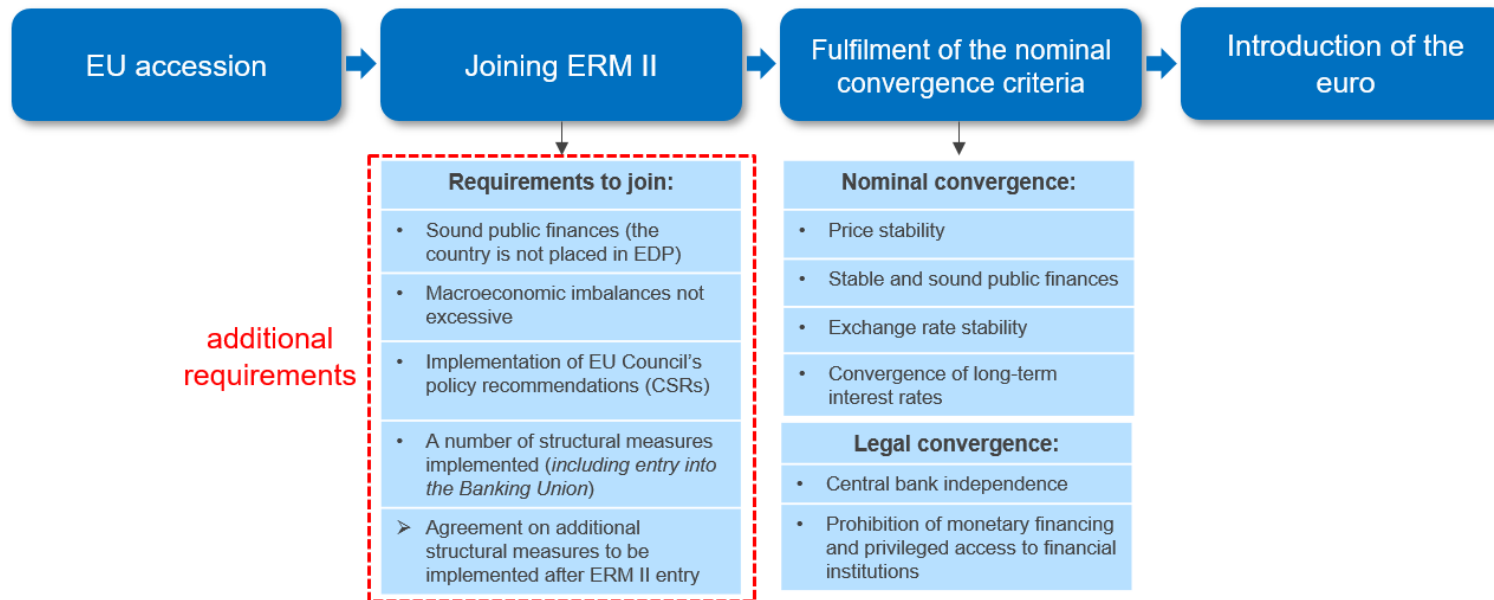 EU accession
Joining ERM II
Fulfilment of the nominal
convergence criteria
Introduction of the
euro
additional
requirements
Requirements to join:
• Sound public finances (the
country is not placed in EDP)
• Macroeconomic imbalances not
excessive
• Implementation of EU Council's
policy recommendations (CSRs)
• A number of structural measures
implemented (including entry into
the Banking Union)
➢ Agreement on additional
structural measures to be
implemented after ERM II entry
Nominal convergence:
• Price stability
• Stable and sound public finances
• Exchange rate stability
• Convergence of long-term
interest rates
Legal convergence:
• Central bank independence
• Prohibition of monetary financing
and privileged access to financial
institutions